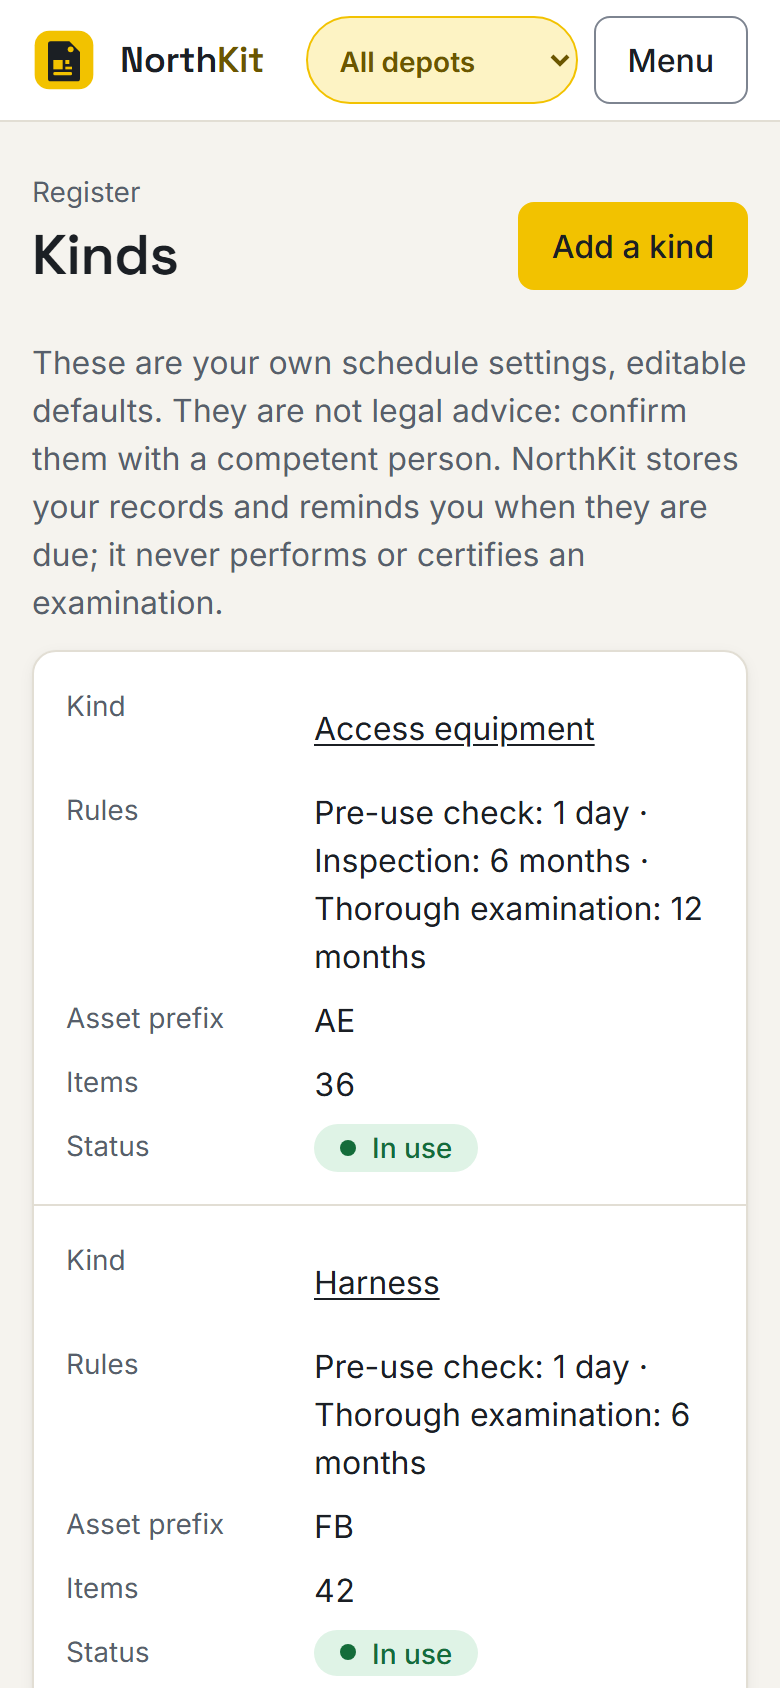 NorthKit
All depots
Menu
Register
Kinds
Add a kind
These are your own schedule settings, editable
defaults. They are not legal advice: confirm
them with a competent person. NorthKit stores
your records and reminds you when they are
due; it never performs or certifies an
examination.
Kind
Access equipment
Rules
Pre-use check: 1 day ·
Inspection: 6 months ·
Thorough examination: 12
months
Asset prefix
AE
Items
36
Status
In use
Kind
Harness
Rules
Pre-use check: 1 day ·
Thorough examination: 6
months
Asset prefix
FB
Items
42
Status
In use